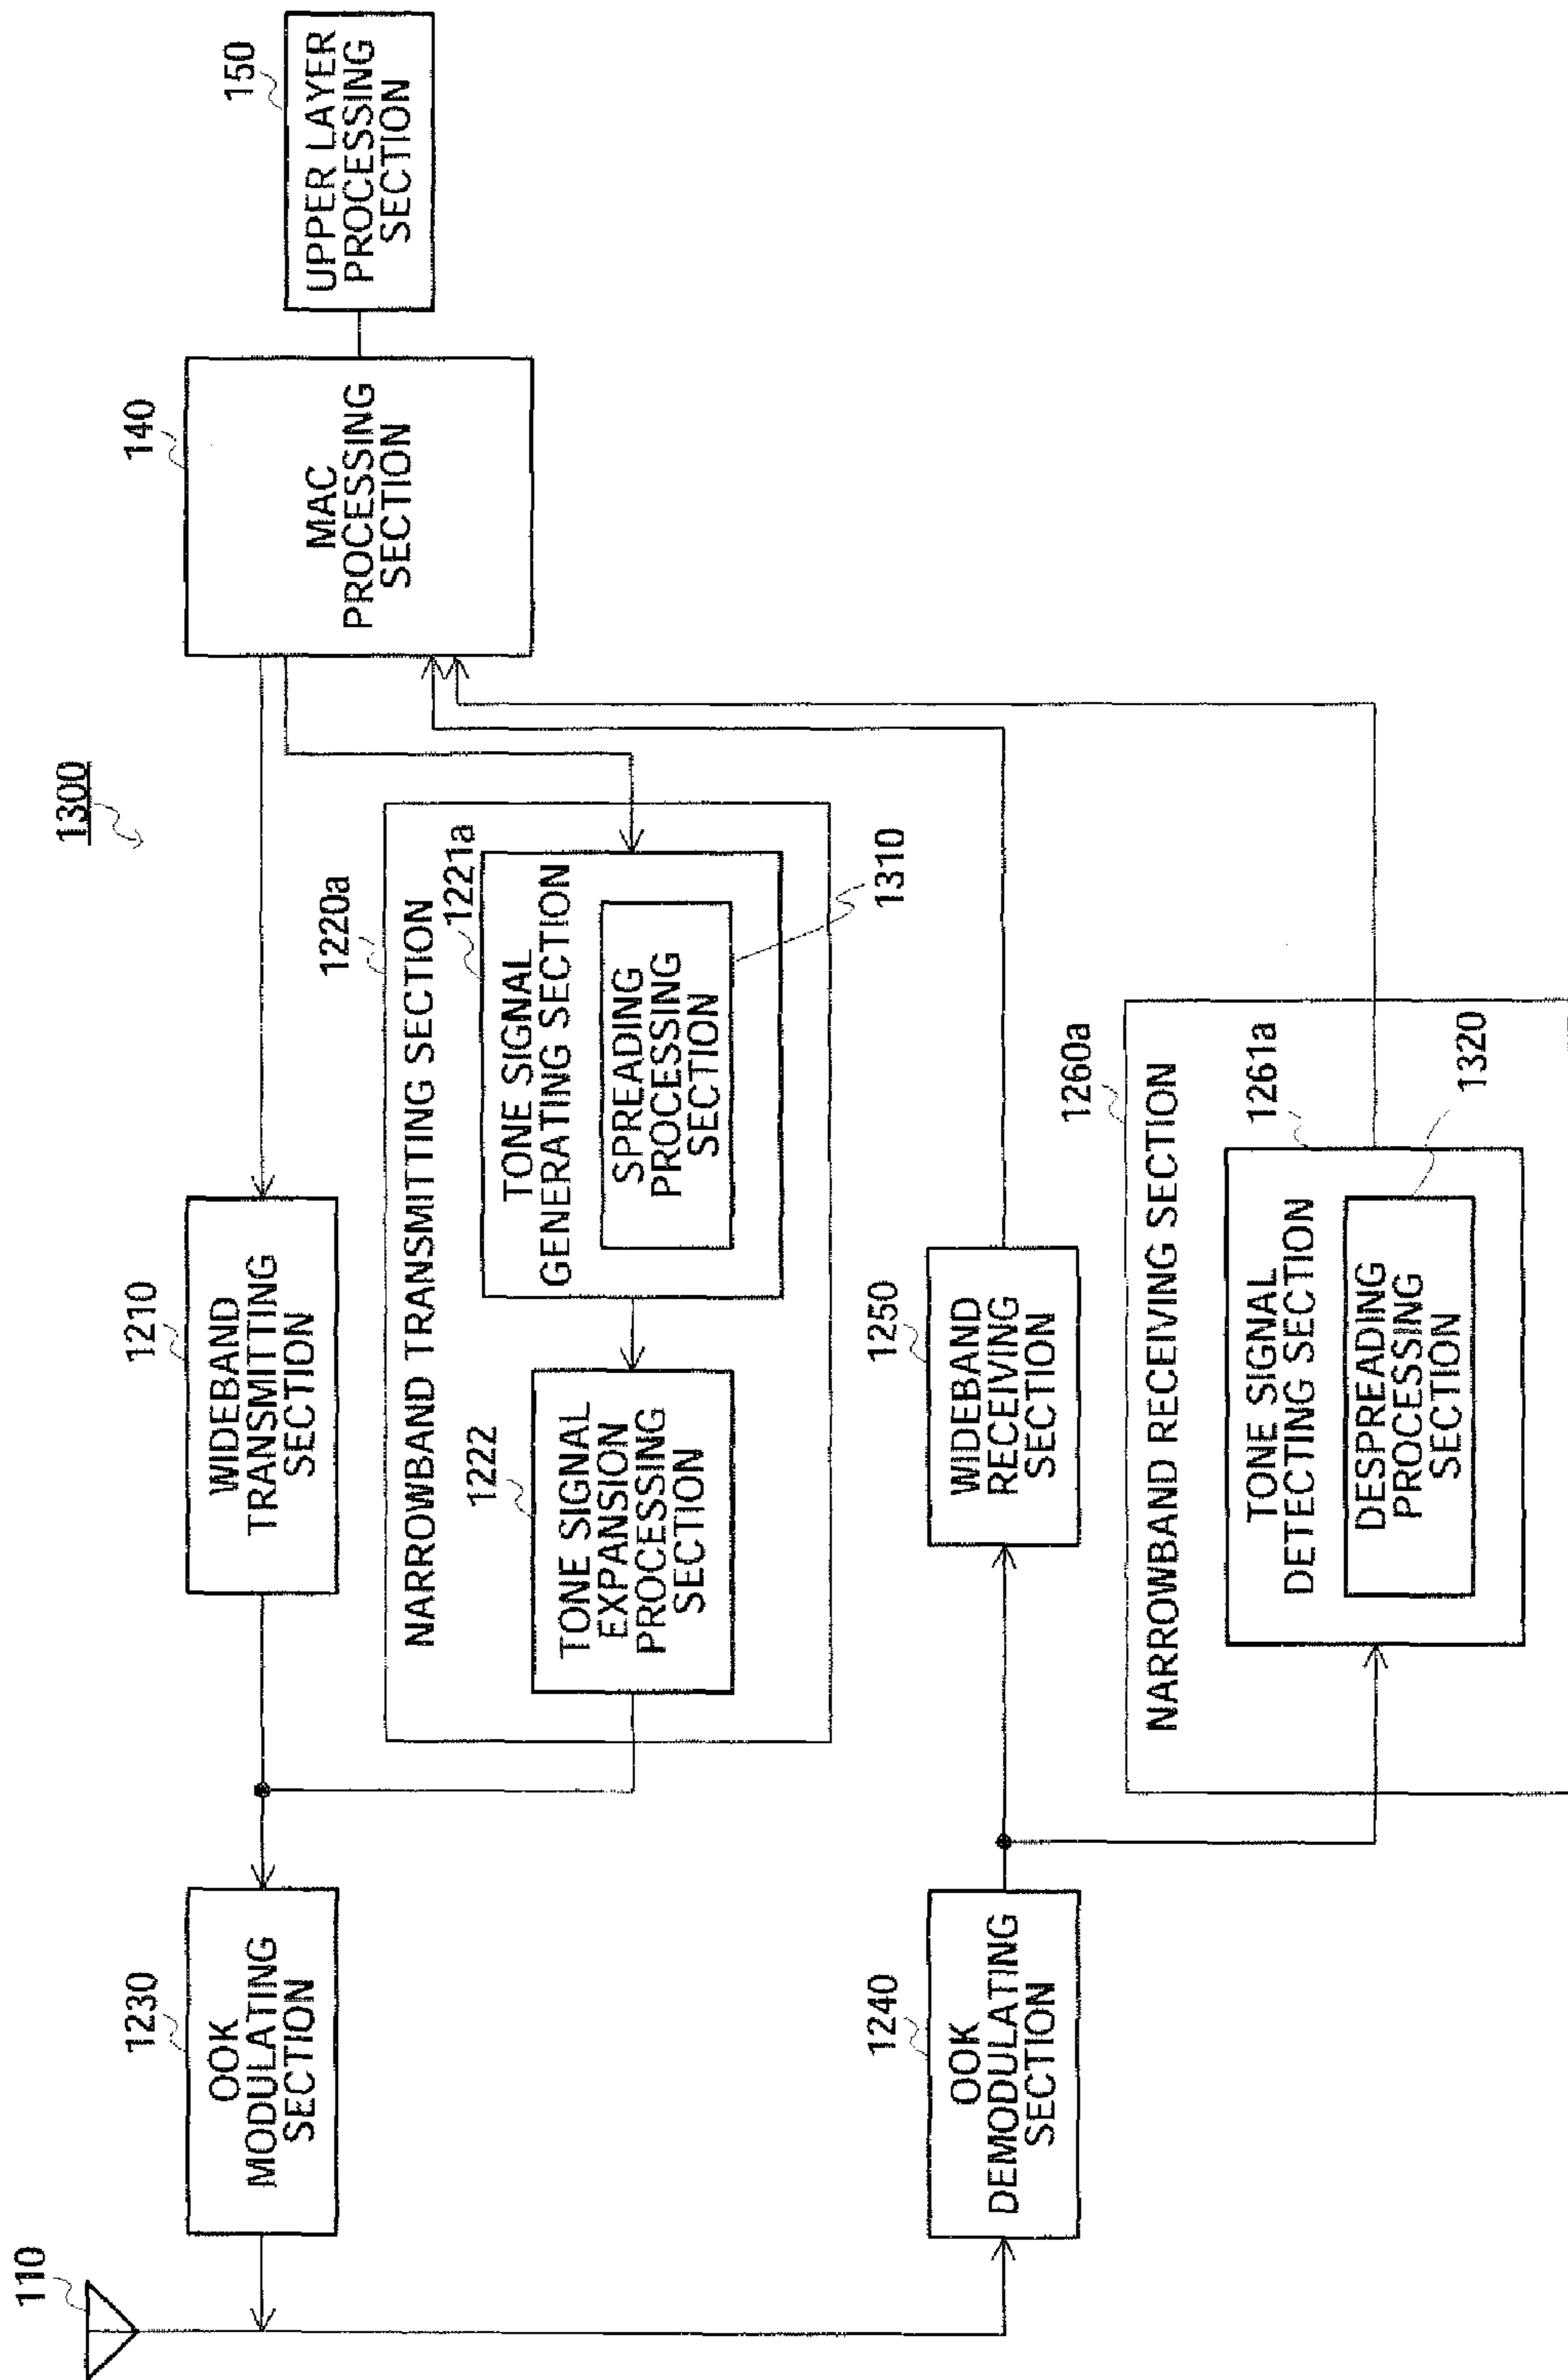 1300
110
1230
OOK
MODULATING
SECTION
1210
WIDEBAND
TRANSMITTING
SECTION
140
MAC
PROCESSING
SECTION
150
UPPER LAYER
PROCESSING
SECTION
1220a
NARROWBAND TRANSMITTING SECTION
1222
TONE SIGNAL
EXPANSION
PROCESSING
SECTION
1221a
TONE SIGNAL
GENERATING SECTION
SPREADING
PROCESSING
SECTION
1310
1240
OOK
DEMODULATING
SECTION
1250
WIDEBAND
RECEIVING
SECTION
1260a
NARROWBAND RECEIVING SECTION
1261a
TONE SIGNAL
DETECTING SECTION
DESPREADING
PROCESSING
SECTION
1320